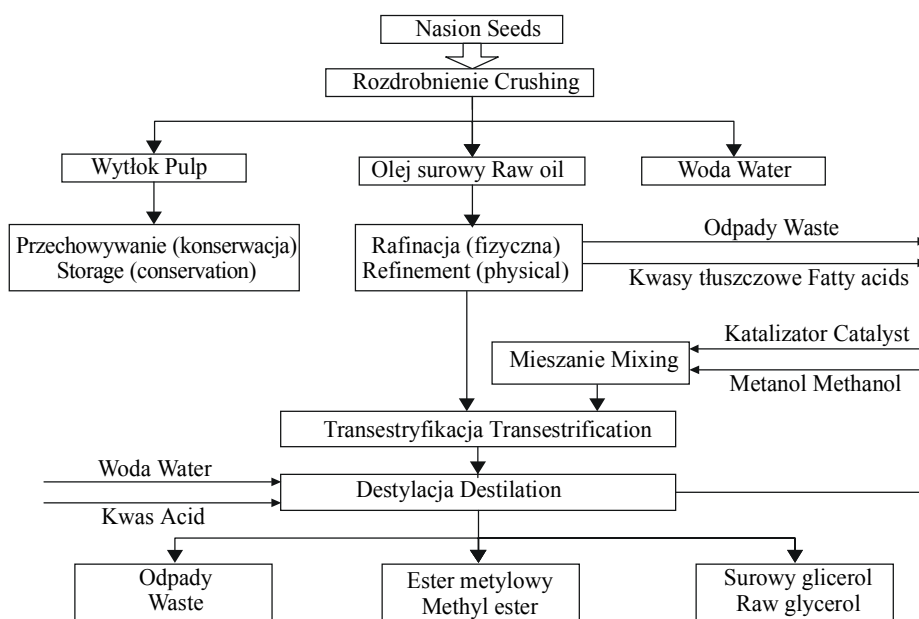 Nasion Seeds
Rozdrobnienie Crushing
Wytłok Pulp
Olej surowy Raw oil
Woda Water
Przechowywanie (konserwacja)
Storage (conservation)
Rafinacja (fizyczna)
Refinement (physical)
Odpady Waste
Kwasy tłuszczowe Fatty acids
Katalizator Catalyst
Mieszanie Mixing
Metanol Methanol
Transestryfikacja Transestrification
Woda Water
Destylacja Destilation
Kwas Acid
Odpady
Waste
Ester metylowy
Methyl ester
Surowy glicerol
Raw glycerol